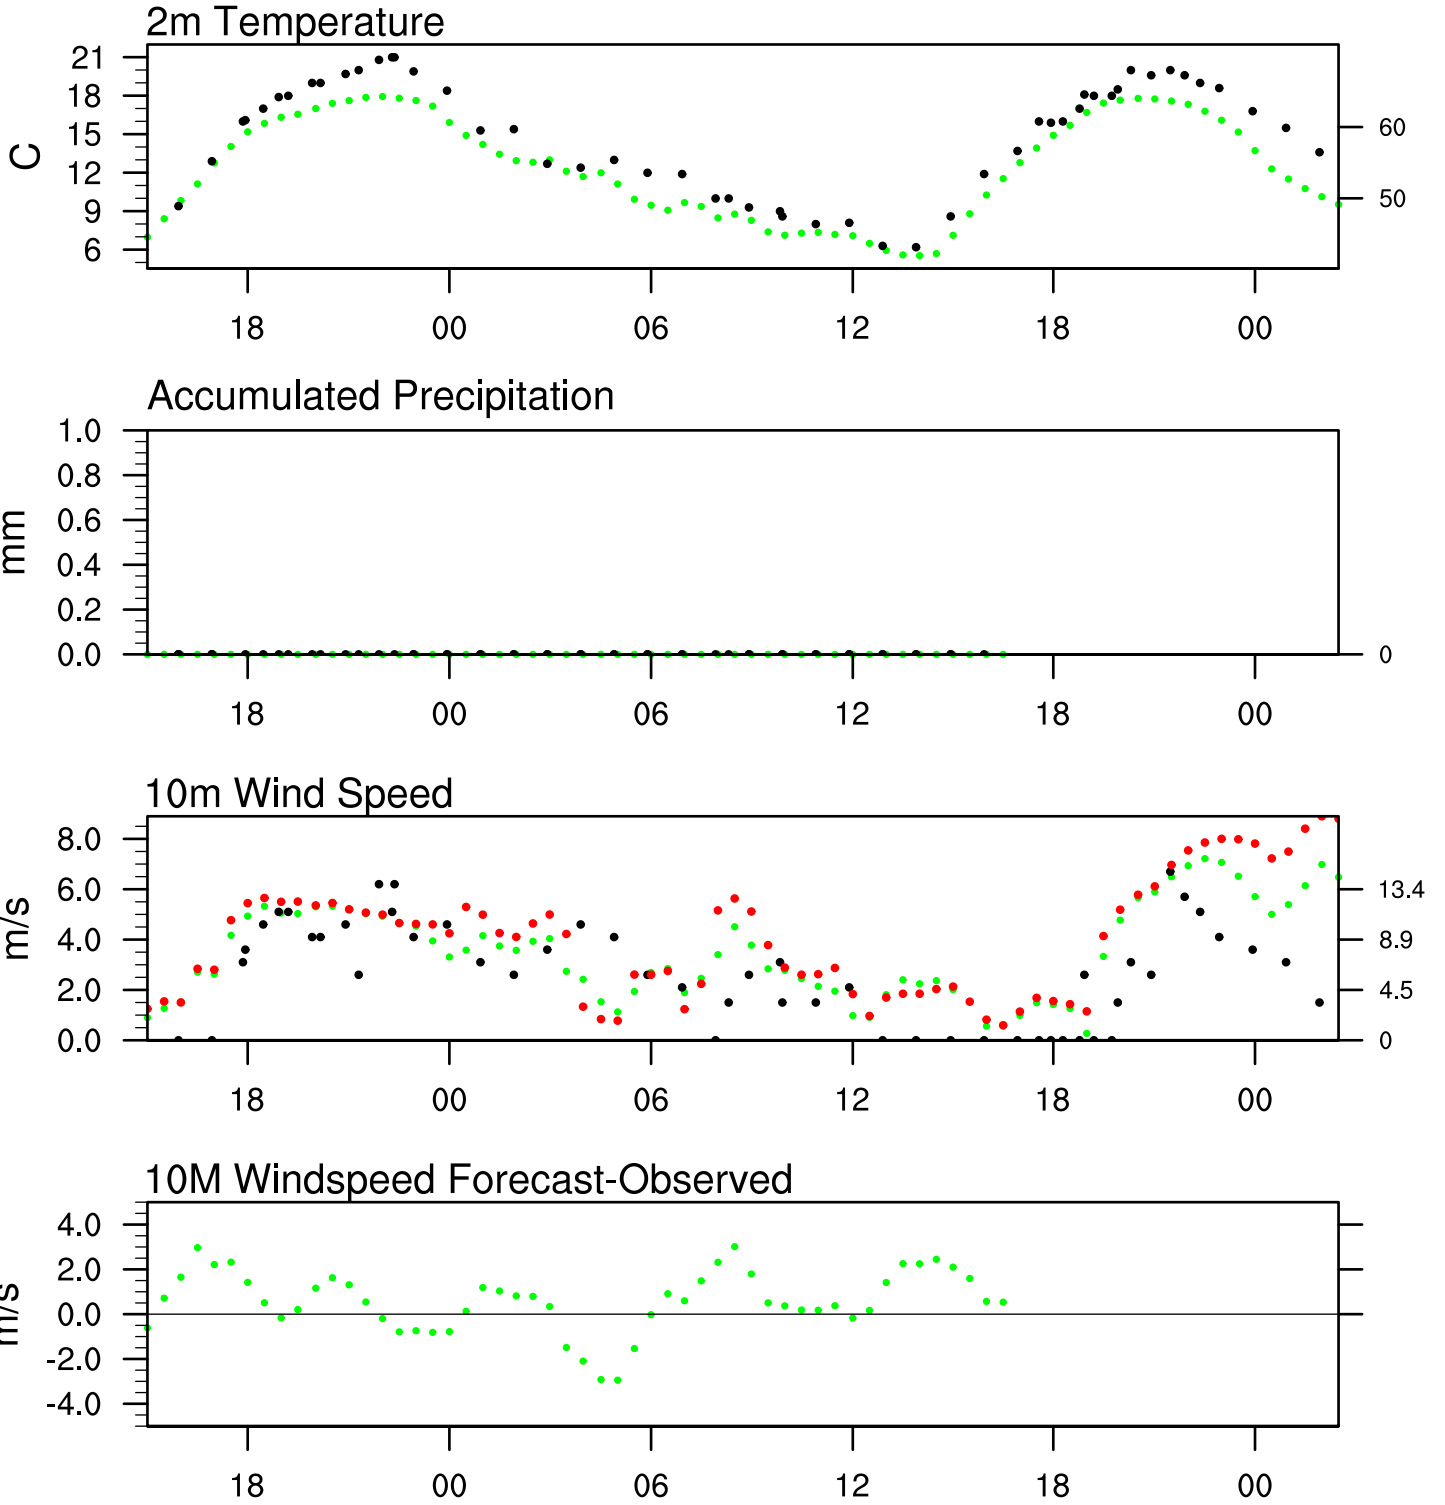 2m Temperature
21
18
15
12
9
6
C
60
50
18 00 06 12 18 00
Accumulated Precipitation
1.0
0.8
0.6
0.4
0.2
0.0
mm
0
18 00 06 12 18 00
10m Wind Speed
8.0
6.0
4.0
2.0
0.0
m/s
13.4
8.9
4.5
0
18 00 06 12 18 00
10M Windspeed Forecast-Observed
4.0
2.0
0.0
-2.0
-4.0
m/s
18 00 06 12 18 00